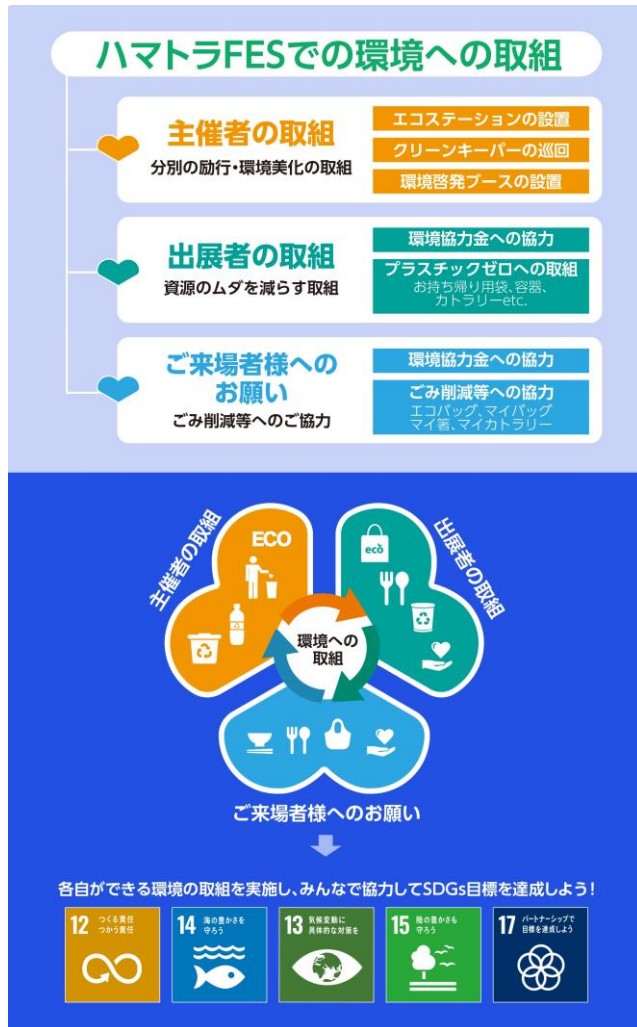 ハマトラFESでの環境への取組
主催者の取組
分別の励行・環境美化の取組
エコステーションの設置
クリーンキーパーの巡回
環境啓発ブースの設置
出展者の取組
資源のムダを減らす取組
環境協力金への協力
プラスチックゼロへの取組
お持ち帰り用袋、容器、
カトラリーetc.
ご来場者様への
お願い
ごみ削減等へのご協力
環境協力金への協力
ごみ削減等への協力
エコバッグ、マイバッグ
マイ箸、マイカトラリー
主催者の取組
ECO
出展者の取組
eco
環境への
取組
ご来場者様へのお願い
各自ができる環境の取組を実施し、みんなで協力してSDGs目標を達成しよう!
12 つくる責任
つかう責任
14 海の豊かさを
守ろう
13 気候変動に
具体的な対策を
15 陸の豊かさも
守ろう
17 パートナーシップで
目標を達成しよう